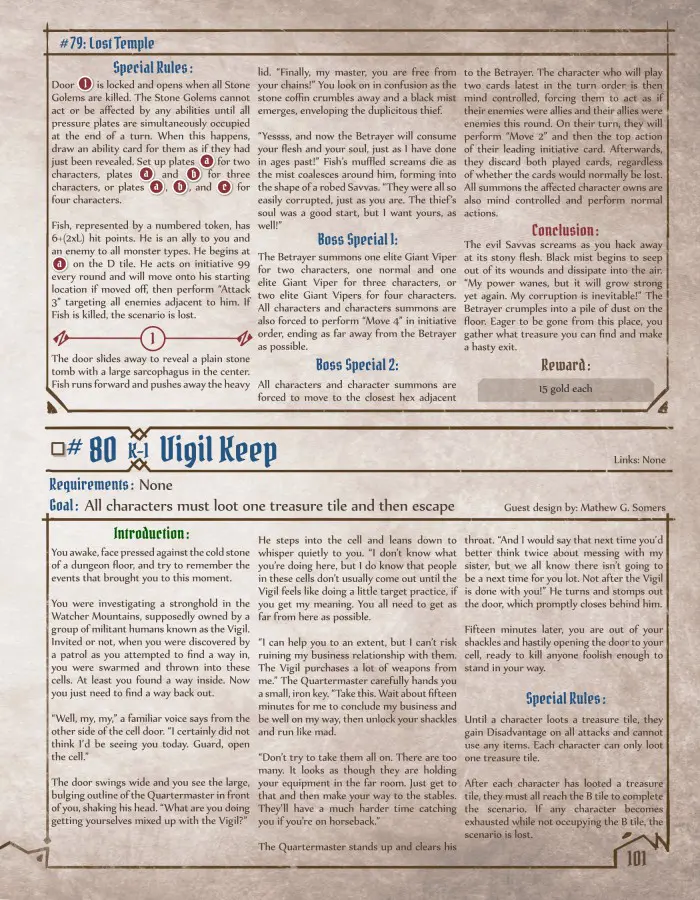 #79: Lost Temple
Special Rules:
Door 1 is locked and opens when all Stone
Golems are killed. The Stone Golems cannot
act or be affected by any abilities until all
pressure plates are simultaneously occupied
at the end of a turn. When this happens,
draw an ability card for them as if they had
just been revealed. Set up plates a for two
characters, plates a and b for three
characters, or plates a, b, and c for
four characters.
Fish, represented by a numbered token, has
6+(2xL) hit points. He is an ally to you and
an enemy to all monster types. He begins at
a on the D tile. He acts on initiative 99
every round and will move onto his starting
location if moved off, then perform “Attack
3” targeting all enemies adjacent to him. If
Fish is killed, the scenario is lost.
1
The door slides away to reveal a plain stone
tomb with a large sarcophagus in the center.
Fish runs forward and pushes away the heavy
lid. “Finally, my master, you are free from
your chains!” You look on in confusion as the
stone coffin crumbles away and a black mist
emerges, enveloping the duplicitous thief.
“Yessss, and now the Betrayer will consume
your flesh and your soul, just as I have done
in ages past!” Fish’s muffled screams die as
the mist coalesces around him, forming into
the shape of a robed Savvas. “They were all so
easily corrupted, just as you are. The thief’s
soul was a good start, but I want yours, as
well!”
Boss Special 1:
The Betrayer summons one elite Giant Viper
for two characters, one normal and one
elite Giant Viper for three characters, or
two elite Giant Vipers for four characters.
All characters and characters summons are
also forced to perform “Move 4” in initiative
order, ending as far away from the Betrayer
as possible.
Boss Special 2:
All characters and character summons are
forced to move to the closest hex adjacent
to the Betrayer. The character who will play
two cards latest in the turn order is then
mind controlled, forcing them to act as if
their enemies were allies and their allies were
enemies this round. On their turn, they will
perform “Move 2” and then the top action
of their leading initiative card. Afterwards,
they discard both played cards, regardless
of whether the cards would normally be lost.
All summons the affected character owns are
also mind controlled and perform normal
actions.
Conclusion:
The evil Savvas screams as you hack away
at its stony flesh. Black mist begins to seep
out of its wounds and dissipate into the air.
“My power wanes, but it will grow strong
yet again. My corruption is inevitable!” The
Betrayer crumples into a pile of dust on the
floor. Eager to be gone from this place, you
gather what treasure you can find and make
a hasty exit.
Reward:
15 gold each
# 80 K-1 Vigil Keep
Links: None
Requirements: None
Goal: All characters must loot one treasure tile and then escape
Guest design by: Mathew G. Somers
Introduction:
You awake, face pressed against the cold stone
of a dungeon floor, and try to remember the
events that brought you to this moment.
You were investigating a stronghold in the
Watcher Mountains, supposedly owned by a
group of militant humans known as the Vigil.
Invited or not, when you were discovered by
a patrol as you attempted to find a way in,
you were swarmed and thrown into these
cells. At least you found a way inside. Now
you just need to find a way back out.
“Well, my, my,” a familiar voice says from the
other side of the cell door. “I certainly did not
think I’d be seeing you today. Guard, open
the cell.”
The door swings wide and you see the large,
bulging outline of the Quartermaster in front
of you, shaking his head. “What are you doing
getting yourselves mixed up with the Vigil?”
He steps into the cell and leans down to
whisper quietly to you. “I don’t know what
you’re doing here, but I do know that people
in these cells don’t usually come out until the
Vigil feels like doing a little target practice, if
you get my meaning. You all need to get as
far from here as possible.
“I can help you to an extent, but I can’t risk
ruining my business relationship with them.
The Vigil purchases a lot of weapons from
me.” The Quartermaster carefully hands you
a small, iron key. “Take this. Wait about fifteen
minutes for me to conclude my business and
be well on my way, then unlock your shackles
and run like mad.
“Don’t try to take them all on. There are too
many. It looks as though they are holding
your equipment in the far room. Just get to
that and then make your way to the stables.
They’ll have a much harder time catching
you if you’re on horseback.”
The Quartermaster stands up and clears his
throat. “And I would say that next time you’d
better think twice about messing with my
sister, but we all know there isn’t going to
be a next time for you lot. Not after the Vigil
is done with you!” He turns and stomps out
the door, which promptly closes behind him.
Fifteen minutes later, you are out of your
shackles and hastily opening the door to your
cell, ready to kill anyone foolish enough to
stand in your way.
Special Rules:
Until a character loots a treasure tile, they
gain Disadvantage on all attacks and cannot
use any items. Each character can only loot
one treasure tile.
After each character has looted a treasure
tile, they must all reach the B tile to complete
the scenario. If any character becomes
exhausted while not occupying the B tile, the
scenario is lost.
101